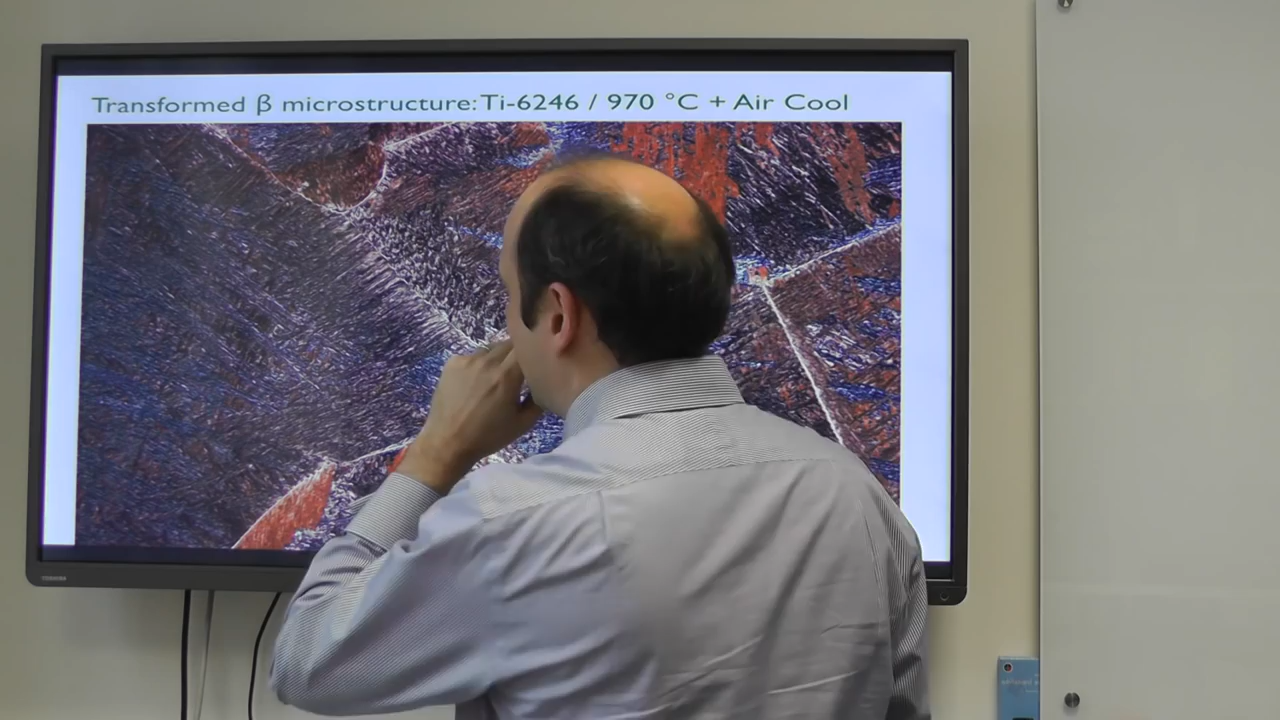 Transformed β microstructure: Ti-6246 / 970 °C + Air Cool
TOSHIBA